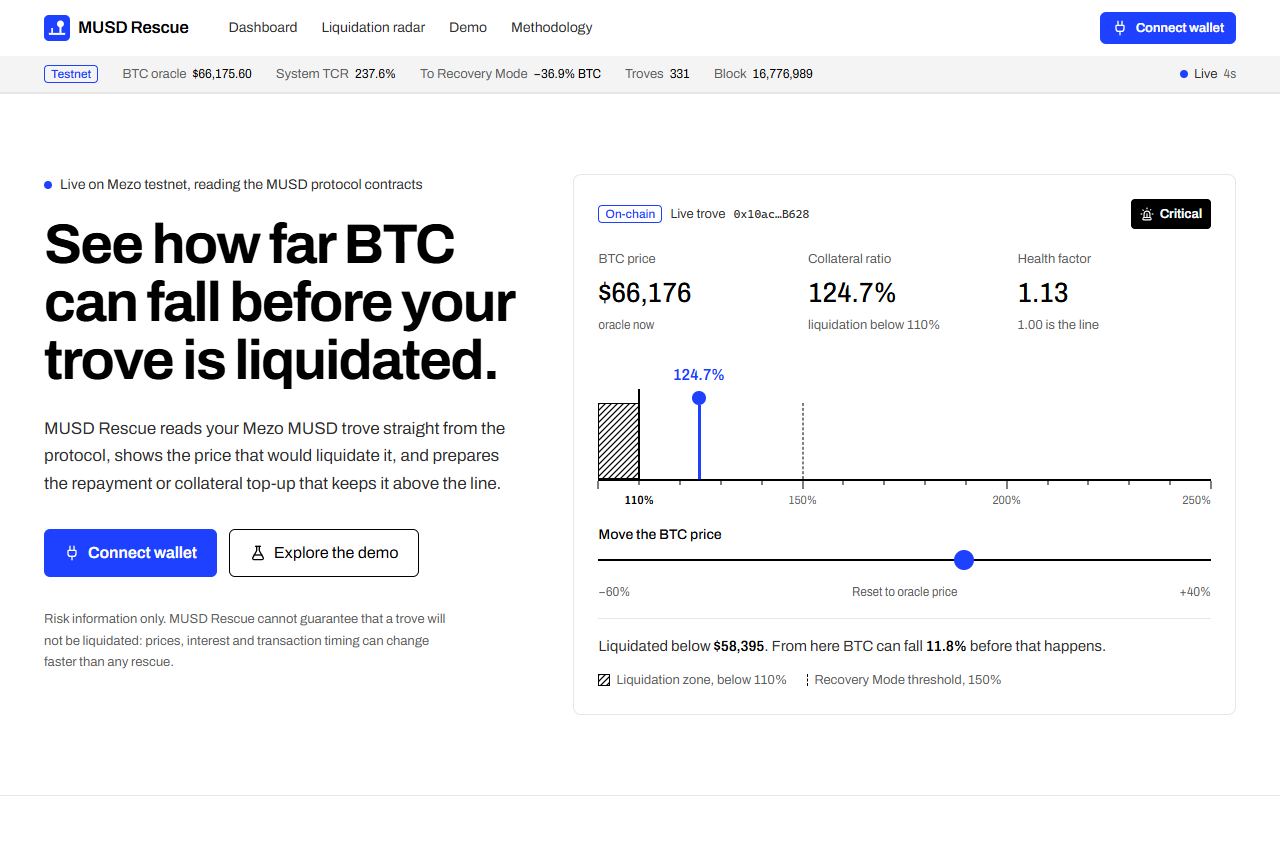 MUSD Rescue
Dashboard
Liquidation radar
Demo
Methodology
Connect wallet
Testnet
BTC oracle $66,175.60
System TCR 237.6%
To Recovery Mode −36.9% BTC
Troves 331
Block 16,776,989
Live 4s
Live on Mezo testnet, reading the MUSD protocol contracts
See how far BTC
can fall before your
trove is liquidated.
MUSD Rescue reads your Mezo MUSD trove straight from the
protocol, shows the price that would liquidate it, and prepares
the repayment or collateral top-up that keeps it above the line.
Connect wallet
Explore the demo
Risk information only. MUSD Rescue cannot guarantee that a trove will
not be liquidated: prices, interest and transaction timing can change
faster than any rescue.
On-chain
Live trove 0x10ac…B628
Critical
BTC price
$66,176
oracle now
Collateral ratio
124.7%
liquidation below 110%
Health factor
1.13
1.00 is the line
124.7%
110%
150%
200%
250%
Move the BTC price
−60%
Reset to oracle price
+40%
Liquidated below $58,395. From here BTC can fall 11.8% before that happens.
Liquidation zone, below 110%
Recovery Mode threshold, 150%